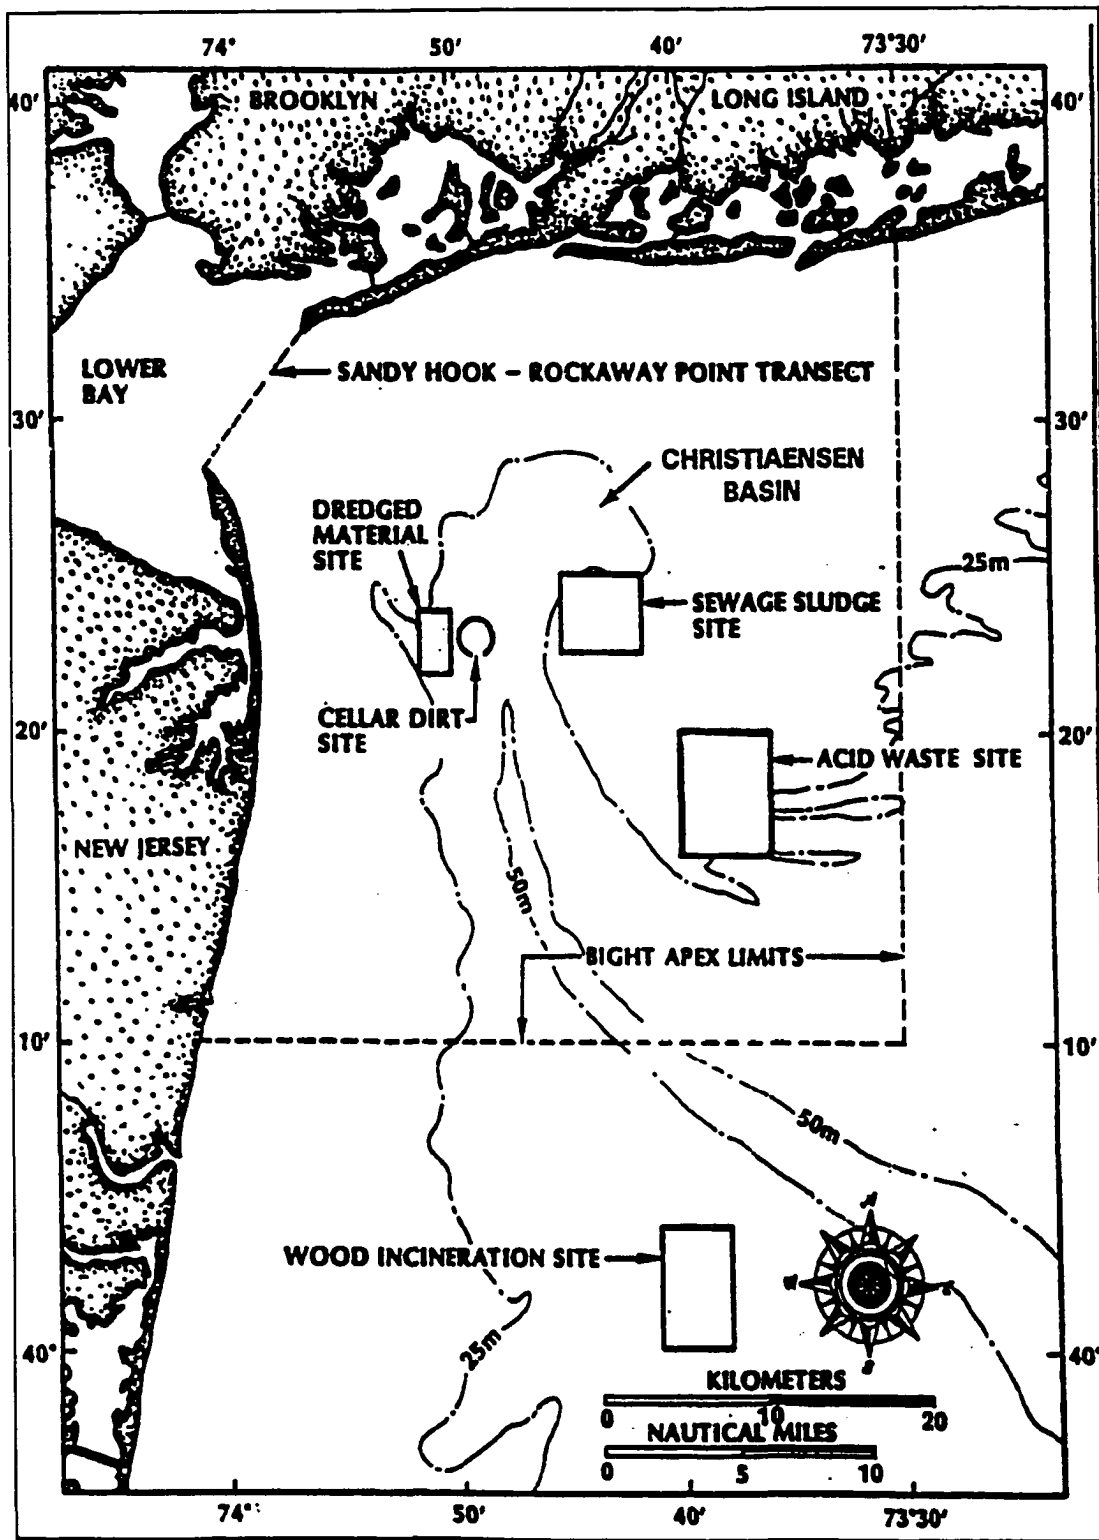 74°
50′
40′
73°30′
40′
BROOKLYN
LONG ISLAND
40′
LOWER
BAY
SANDY HOOK – ROCKAWAY POINT TRANSECT
30′
30′
CHRISTIAENSEN
BASIN
DREDGED
MATERIAL
SITE
25m
SEWAGE SLUDGE
SITE
CELLAR DIRT
SITE
20′
20′
ACID WASTE SITE
NEW JERSEY
50m
BIGHT APEX LIMITS
10′
10′
50m
N
WOOD INCINERATION SITE
W
E
S
25m
40°
40°
KILOMETERS
0
10
20
NAUTICAL MILES
0
5
10
74°
50′
40′
73°30′